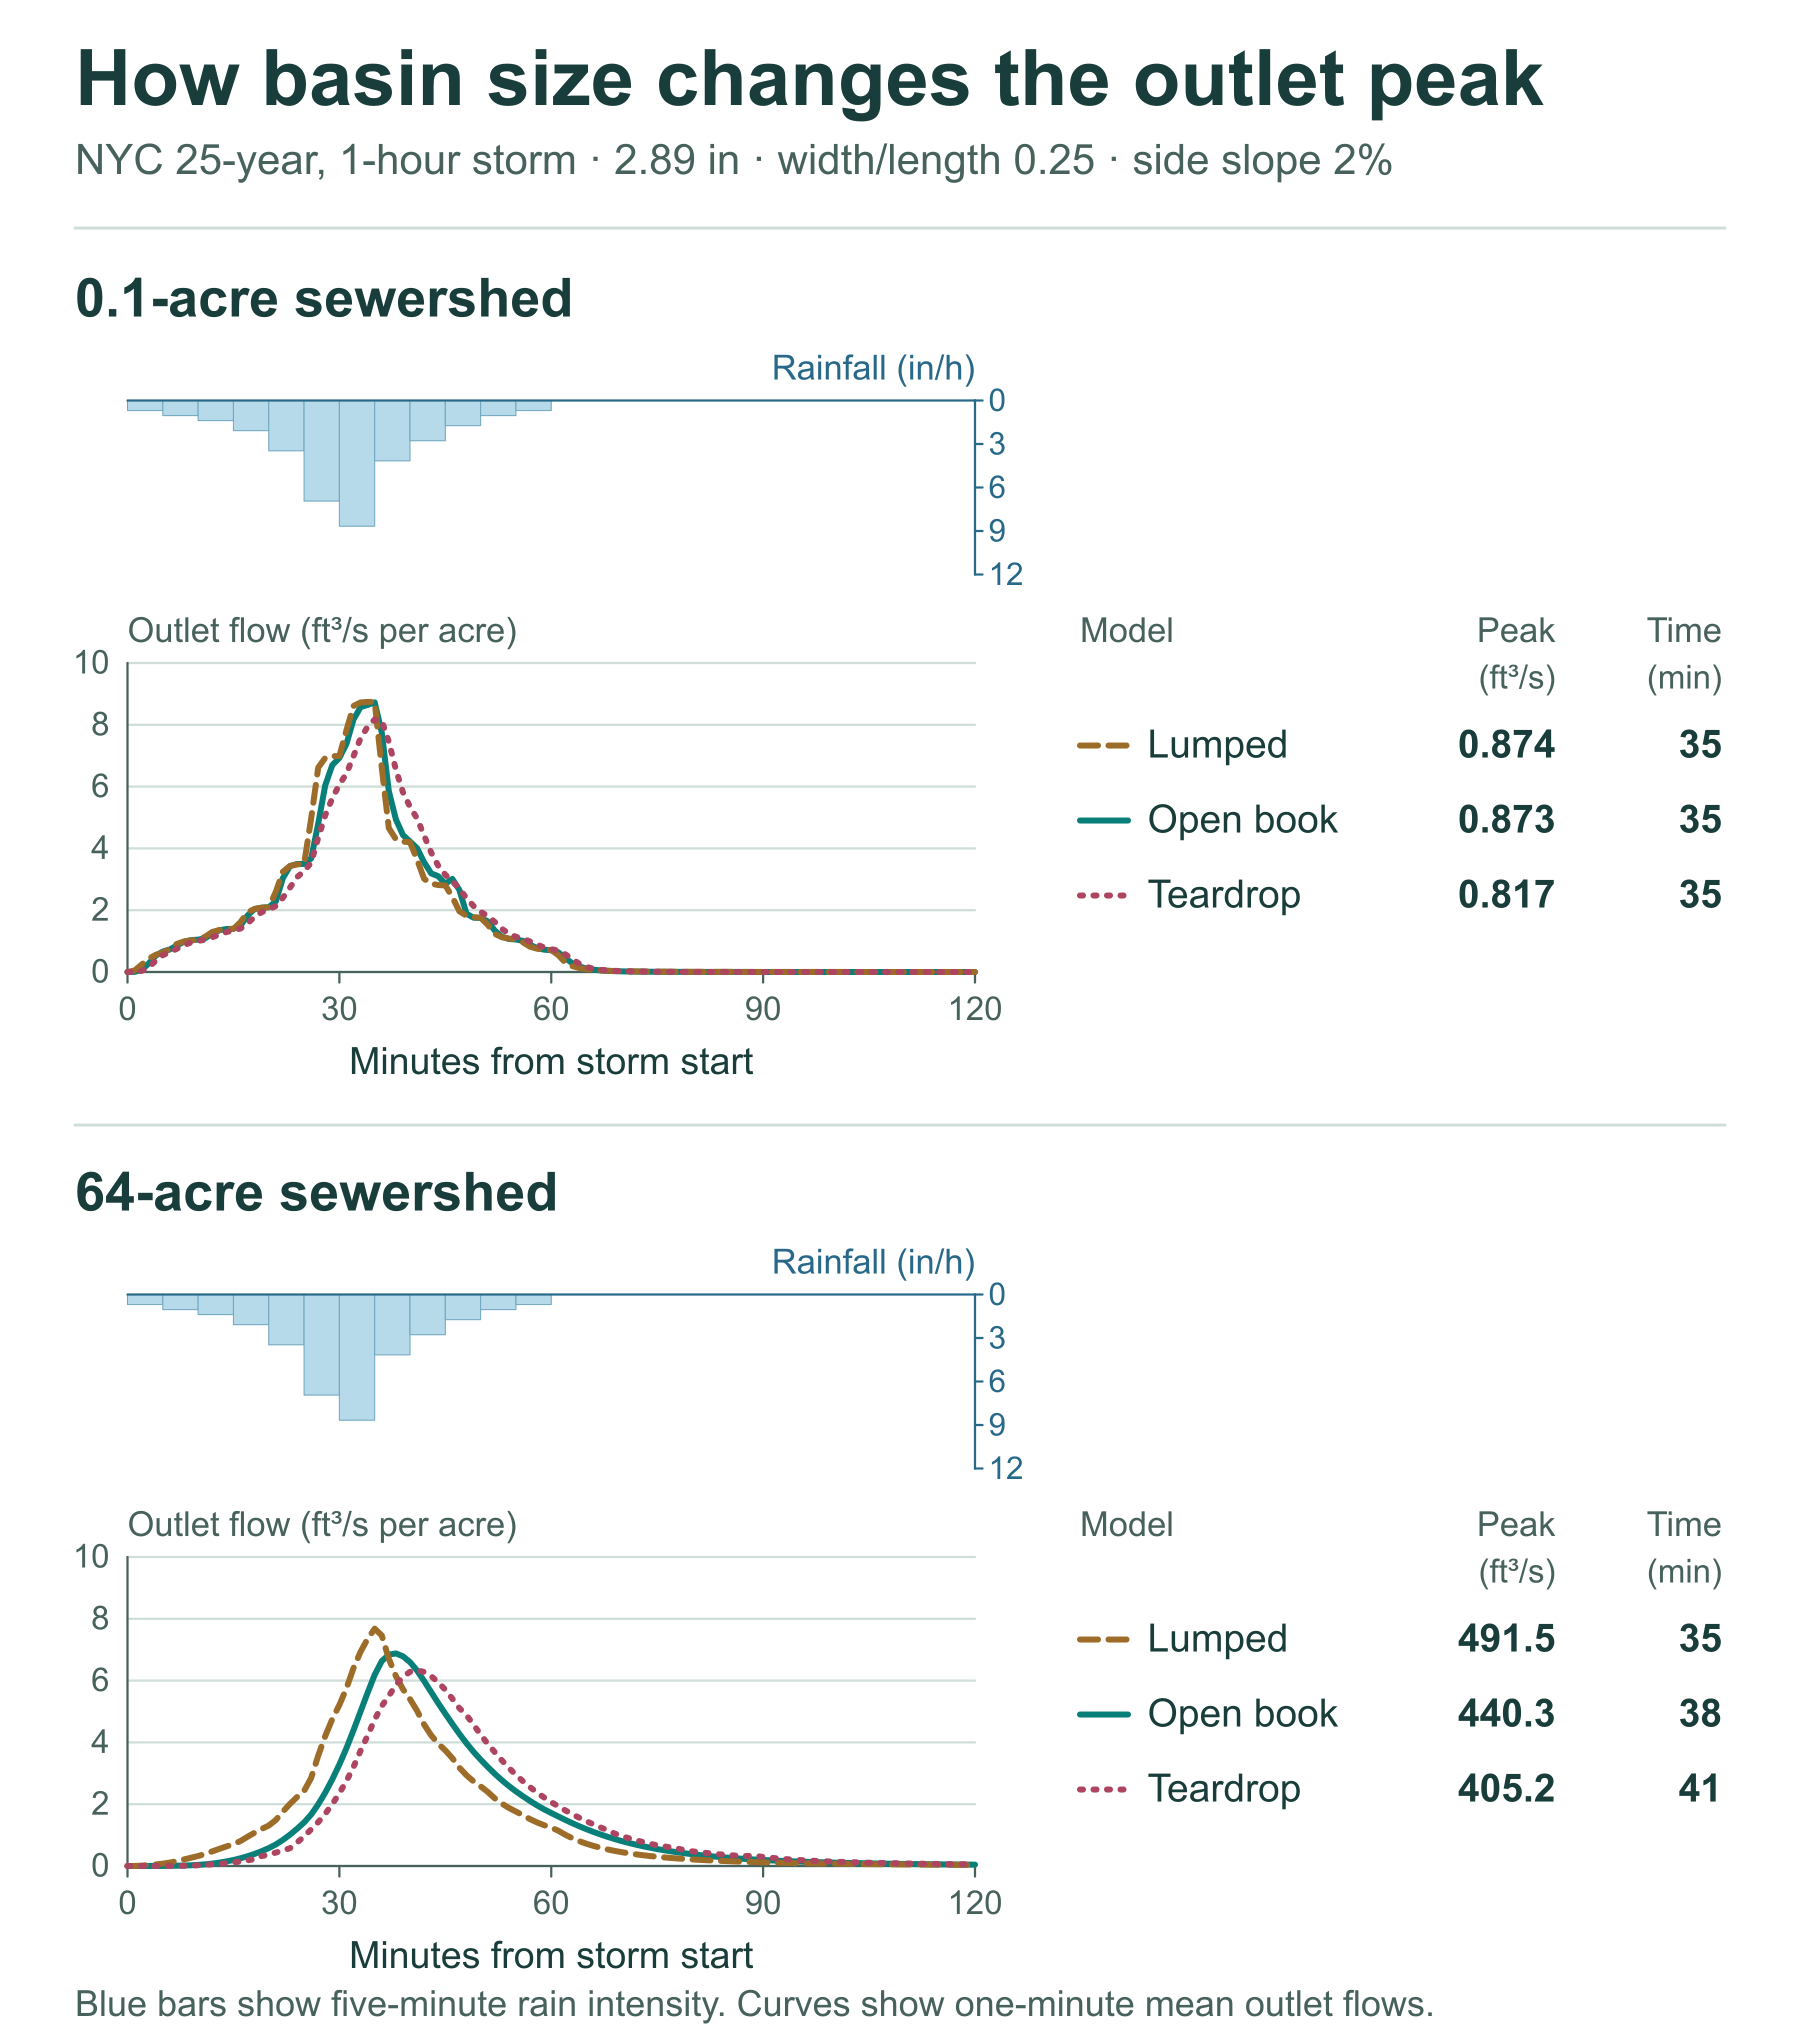 How basin size changes the outlet peak
NYC 25-year, 1-hour storm · 2.89 in · width/length 0.25 · side slope 2%
0.1-acre sewershed
Rainfall (in/h)
0
3
6
9
12
Outlet flow (ft³/s per acre)
10
8
6
4
2
0
0 30 60 90 120
Minutes from storm start
Model Peak Time
(ft³/s) (min)
Lumped 0.874 35
Open book 0.873 35
Teardrop 0.817 35
64-acre sewershed
Rainfall (in/h)
0
3
6
9
12
Outlet flow (ft³/s per acre)
10
8
6
4
2
0
0 30 60 90 120
Minutes from storm start
Model Peak Time
(ft³/s) (min)
Lumped 491.5 35
Open book 440.3 38
Teardrop 405.2 41
Blue bars show five-minute rain intensity. Curves show one-minute mean outlet flows.